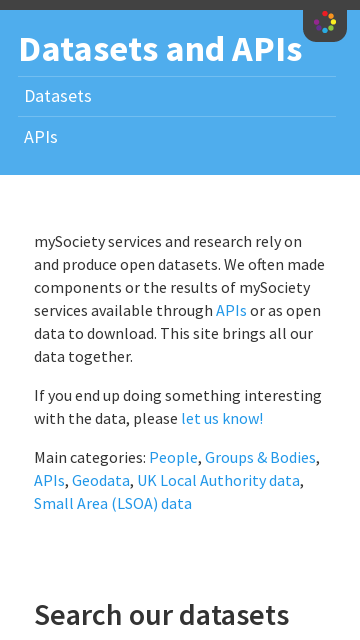 Datasets and APIs
Datasets
APIs
mySociety services and research rely on
and produce open datasets. We often made
components or the results of mySociety
services available through APIs or as open
data to download. This site brings all our
data together.
If you end up doing something interesting
with the data, please let us know!
Main categories: People, Groups & Bodies,
APIs, Geodata, UK Local Authority data,
Small Area (LSOA) data
Search our datasets